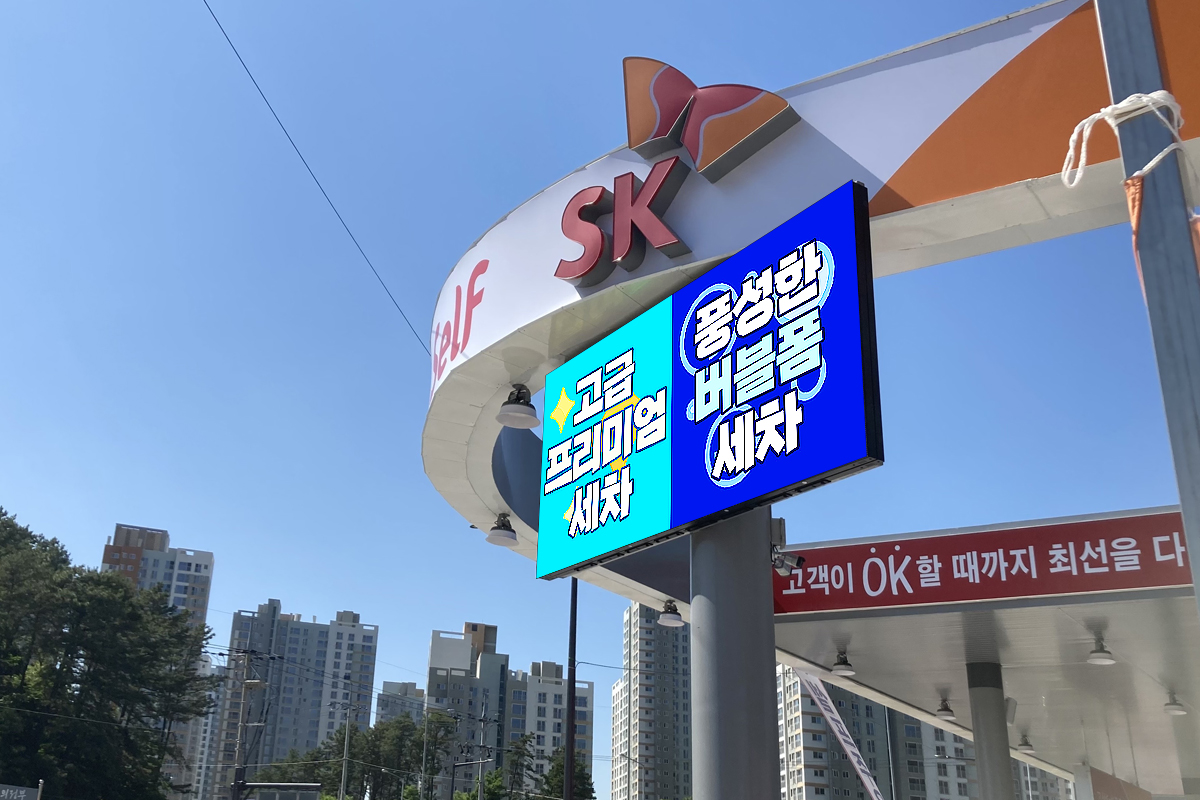 SK
self
고급
프리미엄
세차
풍성한
버블폼
세차
고객이 OK할 때까지 최선을 다